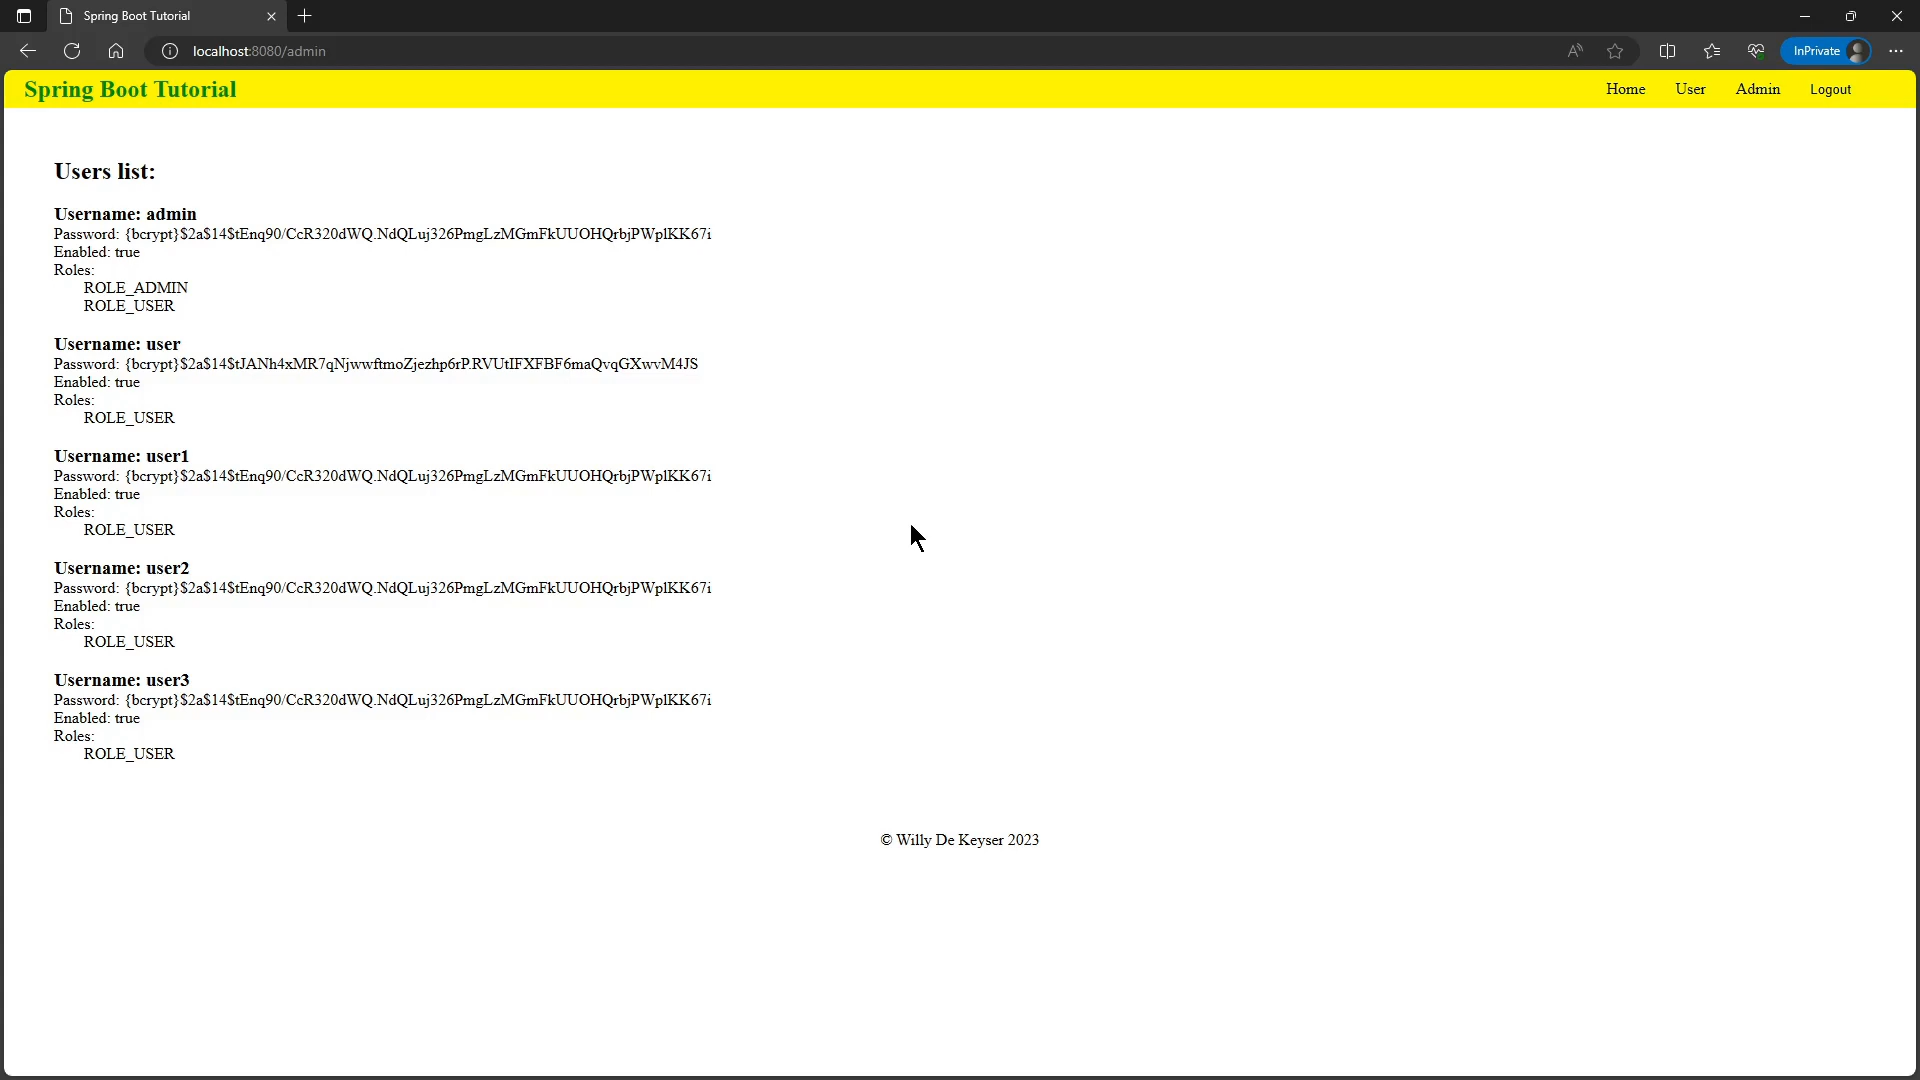 Spring Boot Tutorial
localhost:8080/admin
InPrivate
Spring Boot Tutorial
Home User Admin Logout
Users list:
Username: admin
Password: {bcrypt}$2a$14$tEnq90/CcR320dWQ.NdQLuj326PmgLzMGmFkUUOHQrbjPWplKK67i
Enabled: true
Roles:
ROLE_ADMIN
ROLE_USER
Username: user
Password: {bcrypt}$2a$14$tJANh4xMR7qNjwwftmoZjezhp6rP.RVUtIFXFBF6maQvqGXwvM4JS
Enabled: true
Roles:
ROLE_USER
Username: user1
Password: {bcrypt}$2a$14$tEnq90/CcR320dWQ.NdQLuj326PmgLzMGmFkUUOHQrbjPWplKK67i
Enabled: true
Roles:
ROLE_USER
Username: user2
Password: {bcrypt}$2a$14$tEnq90/CcR320dWQ.NdQLuj326PmgLzMGmFkUUOHQrbjPWplKK67i
Enabled: true
Roles:
ROLE_USER
Username: user3
Password: {bcrypt}$2a$14$tEnq90/CcR320dWQ.NdQLuj326PmgLzMGmFkUUOHQrbjPWplKK67i
Enabled: true
Roles:
ROLE_USER
© Willy De Keyser 2023